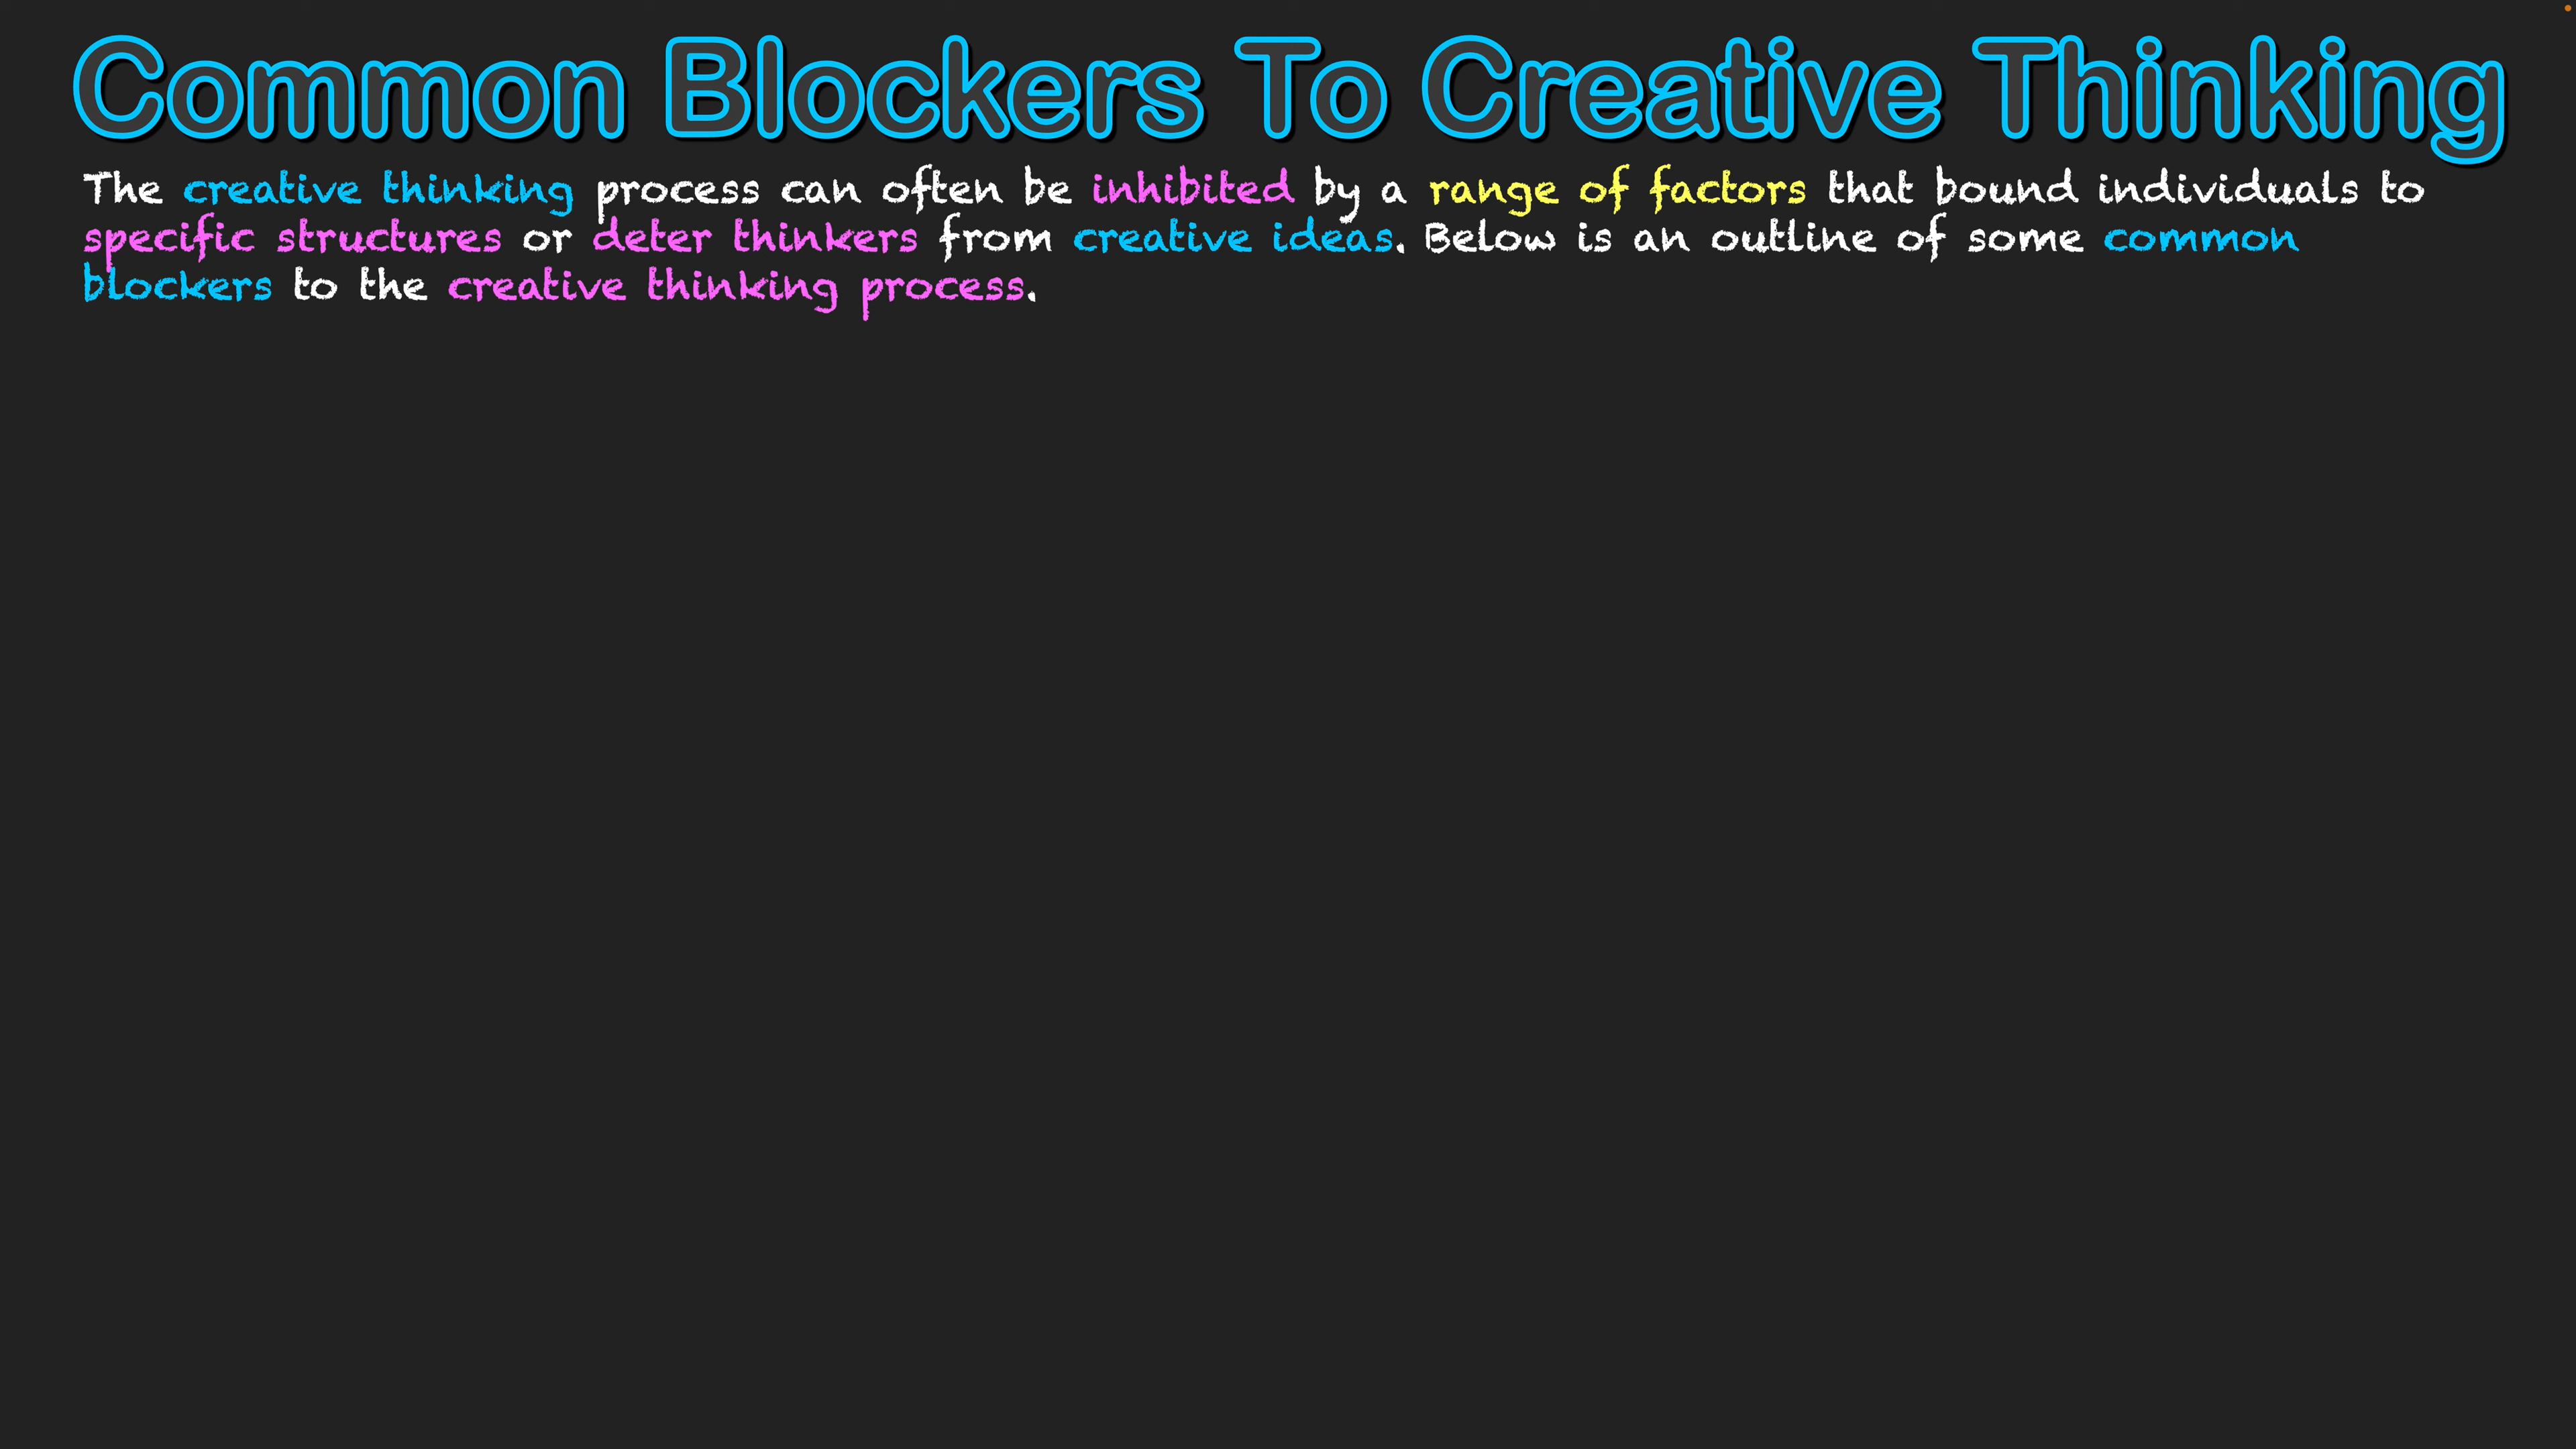 Common Blockers To Creative Thinking
The creative thinking process can often be inhibited by a range of factors that bound individuals to
specific structures or deter thinkers from creative ideas. Below is an outline of some common
blockers to the creative thinking process.